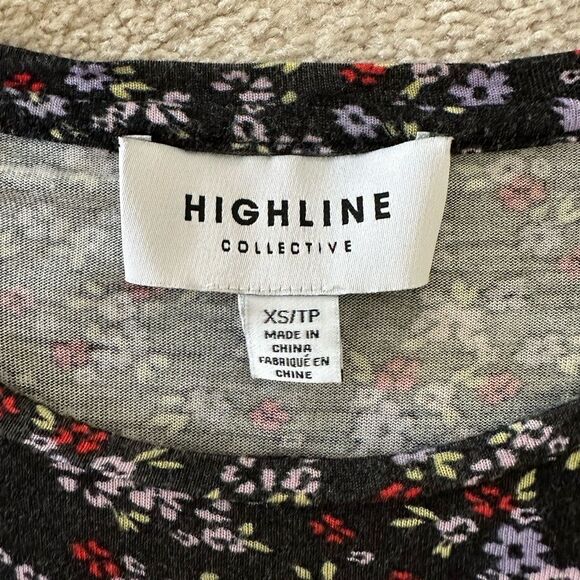 HIGHLINE
COLLECTIVE
XS/TP
MADE IN
CHINA
FABRIQUÉ EN
CHINE